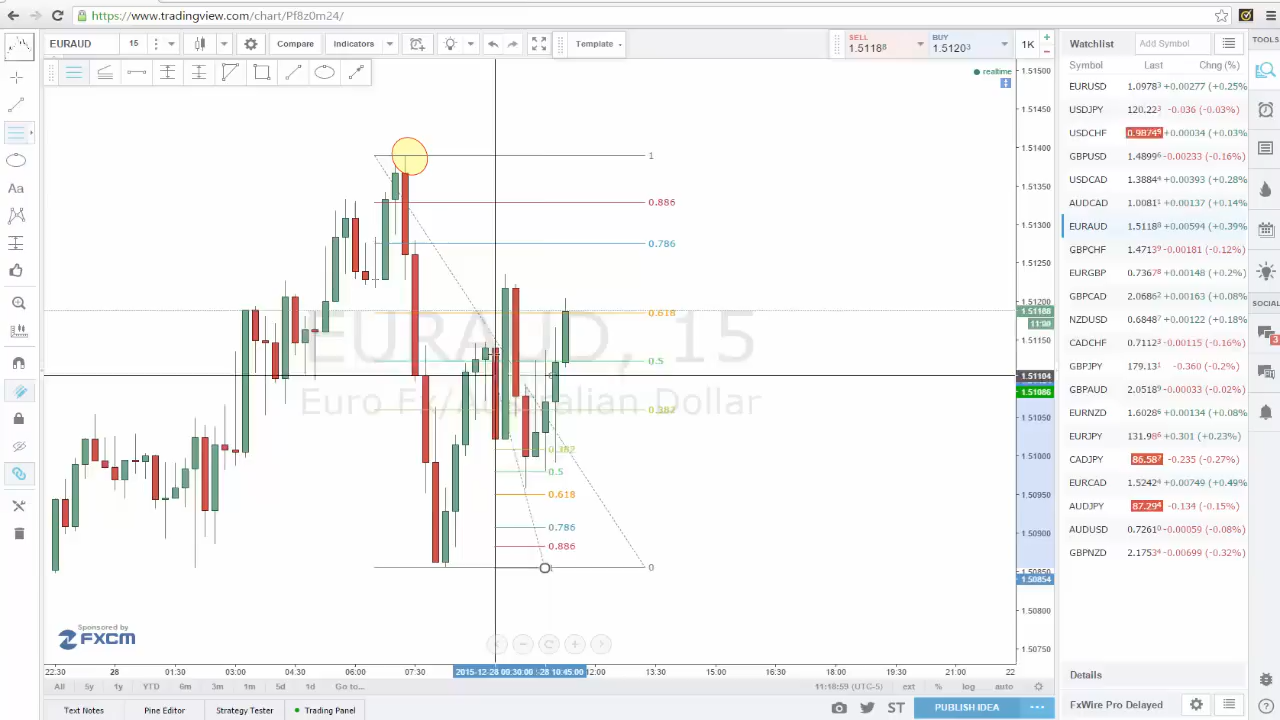 https://www.tradingview.com/chart/Pf8z0m24/
EURAUD 15 Compare Indicators Template
SELL 1.51188 BUY 1.51203 1K
realtime
EURAUD, 15
Euro Fx/Australian Dollar
1
0.886
0.786
0.618
0.5
0.382
0
0.382
0.5
0.618
0.786
0.886
1.51500
1.51450
1.51400
1.51350
1.51300
1.51250
1.51200
1.51188
11:00
1.51150
1.51104
1.51086
1.51050
1.51000
1.50950
1.50900
1.50850
1.50854
1.50800
1.50750
Sponsored by
FXCM
22:30 28 01:30 03:00 04:30 06:00 07:30 2015-12-28 09:30:00 :-28 10:45:00 12:00 13:30 15:00 16:30 18:00 19:30 21:00 22
All 5y 1y YTD 6m 3m 1m 5d 1d Go to... 11:18:59 (UTC-5) ext % log auto
Text Notes Pine Editor Strategy Tester Trading Pane ST PUBLISH IDEA
Watchlist Add Symbol
Symbol Last Chng (%)
EURUSD 1.09783 +0.00277 (+0.25%
USDJPY 120.223 -0.036 (-0.03%)
USDCHF 0.98749 +0.00034 (+0.03%
GBPUSD 1.48996 -0.00233 (-0.16%)
USDCAD 1.38844 +0.00393 (+0.28%
AUDCAD 1.00811 +0.00137 (+0.14%
EURAUD 1.51188 +0.00594 (+0.39%
GBPCHF 1.47139 -0.00181 (-0.12%)
EURGBP 0.73678 +0.00148 (+0.2%)
GBPCAD 2.06862 +0.00163 (+0.08%
NZDUSD 0.68487 +0.00122 (+0.18%
CADCHF 0.71123 -0.00115 (-0.16%)
GBPJPY 179.131 -0.360 (-0.2%)
GBPAUD 2.05189 -0.00033 (-0.02%)
EURNZD 1.60286 +0.00134 (+0.08%
EURJPY 131.986 +0.301 (+0.23%)
CADJPY 86.587 -0.235 (-0.27%)
EURCAD 1.52424 +0.00749 (+0.49%
AUDJPY 87.294 -0.134 (-0.15%)
AUDUSD 0.72610 -0.00059 (-0.08%)
GBPNZD 2.17534 -0.00699 (-0.32%)
Details
FxWire Pro Delayed
TOOLS
SOCIAL
3
Aa